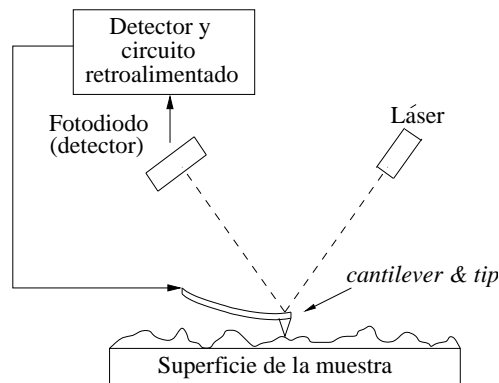 Detector y
circuito
retroalimentado
Fotodiodo
(detector)
Láser
cantilever & tip
Superficie de la muestra